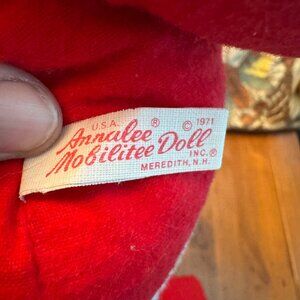 U.S.A. ® © 1971
Annalee
Mobilitee Doll INC.®
MEREDITH, N.H.